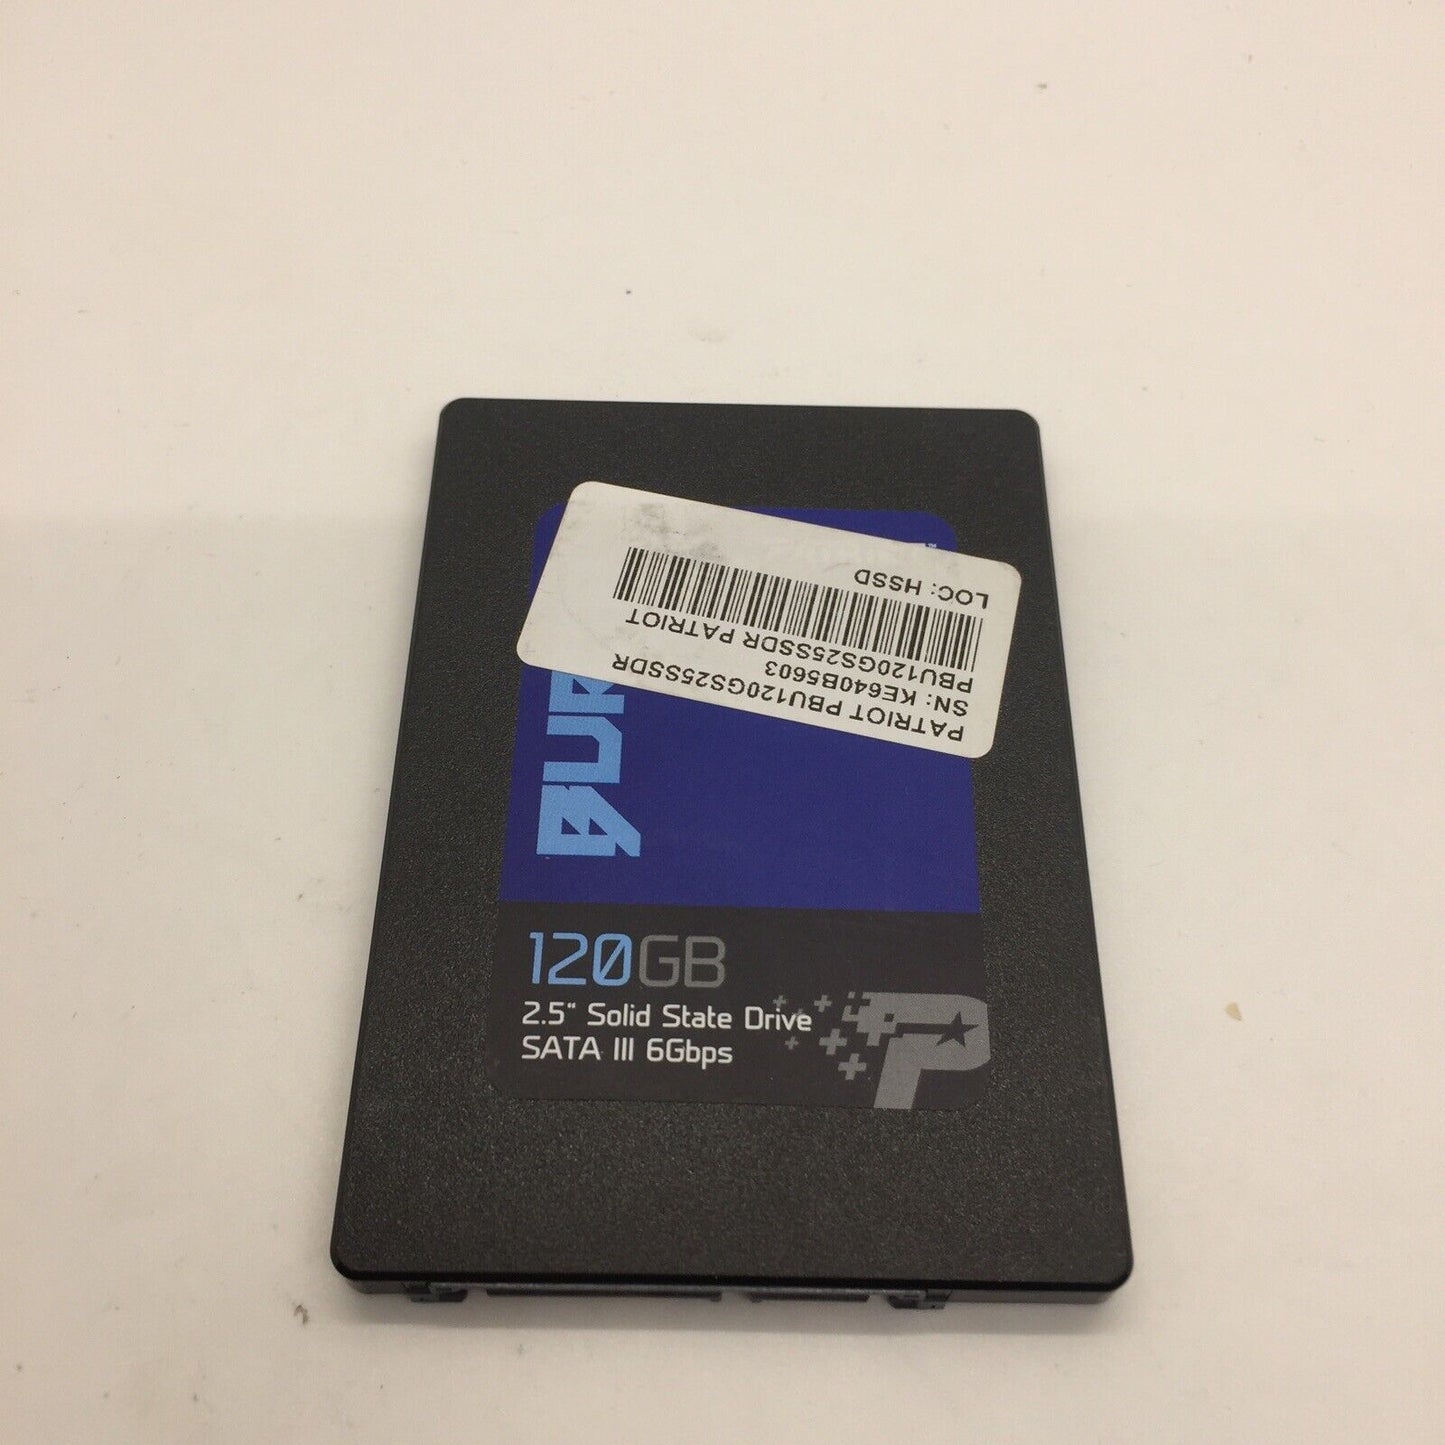 PATRIOT PBU120GS25SSDR
SN: KE640B5603
PBU120GS25SSDR PATRIOT
LOC: HSSD
120GB
2.5" Solid State Drive
SATA III 6Gbps